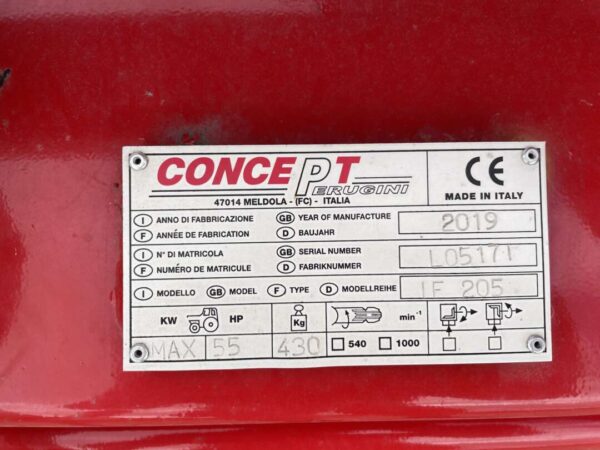 CONCEPT
PERUGINI
47014 MELDOLA - (FC) - ITALIA
CE
MADE IN ITALY
I ANNO DI FABBRICAZIONE GB YEAR OF MANUFACTURE 2019
F ANNÉE DE FABRICATION D BAUJAHR
I N° DI MATRICOLA GB SERIAL NUMBER
F NUMÉRO DE MATRICULE D FABRIKNUMMER
I MODELLO GB MODEL F TYPE D MODELLREIHE 205
KW HP Kg min-1
MAX 55 430 540 1000